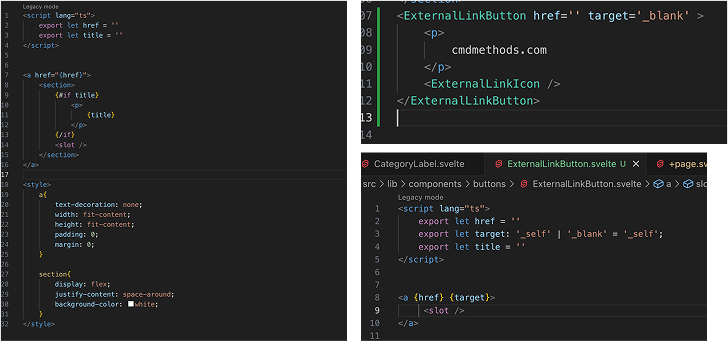 Legacy mode
1 <script lang="ts">
2 export let href = ''
3 export let title = ''
4 </script>
5
6
7 <a href="{href}">
8 <section>
9 {#if title}
10 <p>
11 {title}
12 </p>
13 {/if}
14 <slot />
15 </section>
16 </a>
17
18 <style>
19 a{
20 text-decoration: none;
21 width: fit-content;
22 height: fit-content;
23 padding: 0;
24 margin: 0;
25 }
26
27 section{
28 display: flex;
29 justify-content: space-around;
30 background-color: white;
31 }
32 </style>
07 <ExternalLinkButton href='' target='_blank' >
08 <p>
09 cmdmethods.com
10 </p>
11 <ExternalLinkIcon />
12 </ExternalLinkButton>
13
14
CategoryLabel.svelte ExternalLinkButton.svelte U × +page.sv
src > lib > components > buttons > ExternalLinkButton.svelte > a > slo
Legacy mode
1 <script lang="ts">
2 export let href = ''
3 export let target: '_self' | '_blank' = '_self';
4 export let title = ''
5 </script>
6
7
8 <a {href} {target}>
9 <slot />
10 </a>
11